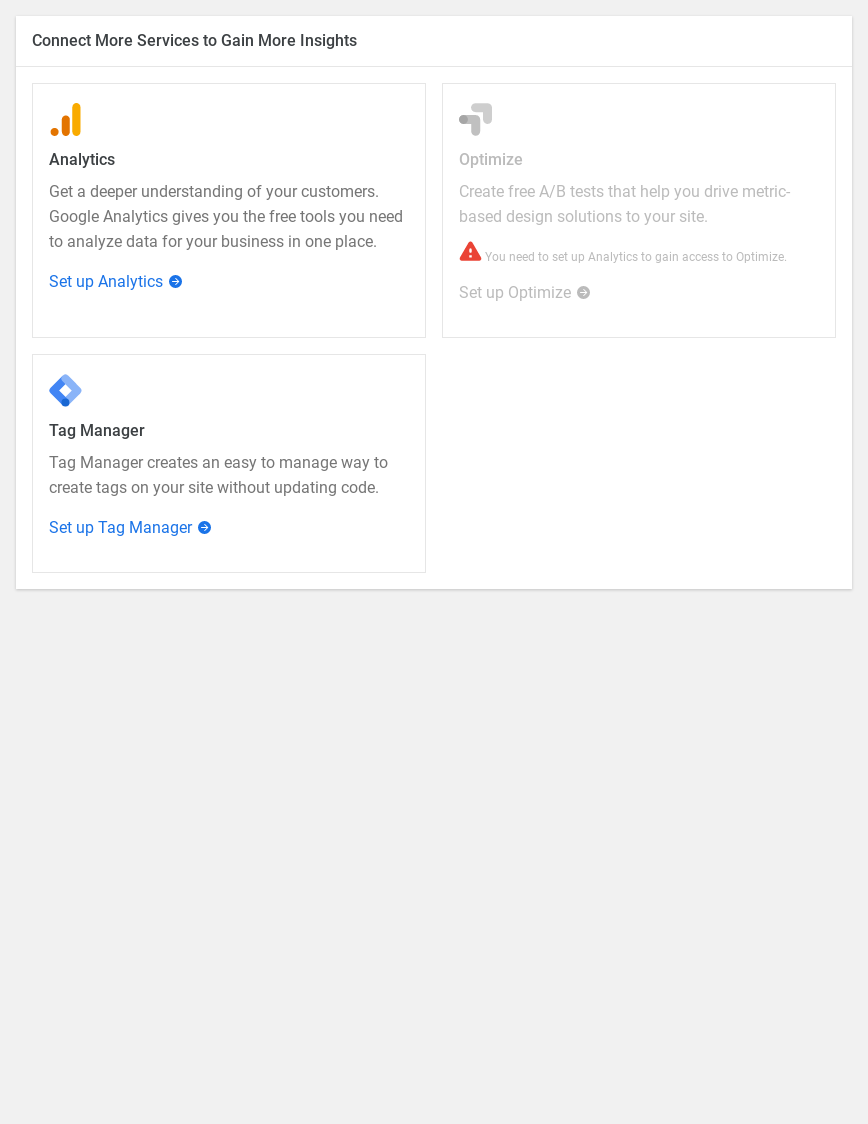 Connect More Services to Gain More Insights
Analytics
Get a deeper understanding of your customers.
Google Analytics gives you the free tools you need
to analyze data for your business in one place.
Set up Analytics
Optimize
Create free A/B tests that help you drive metric-
based design solutions to your site.
You need to set up Analytics to gain access to Optimize.
Set up Optimize
Tag Manager
Tag Manager creates an easy to manage way to
create tags on your site without updating code.
Set up Tag Manager